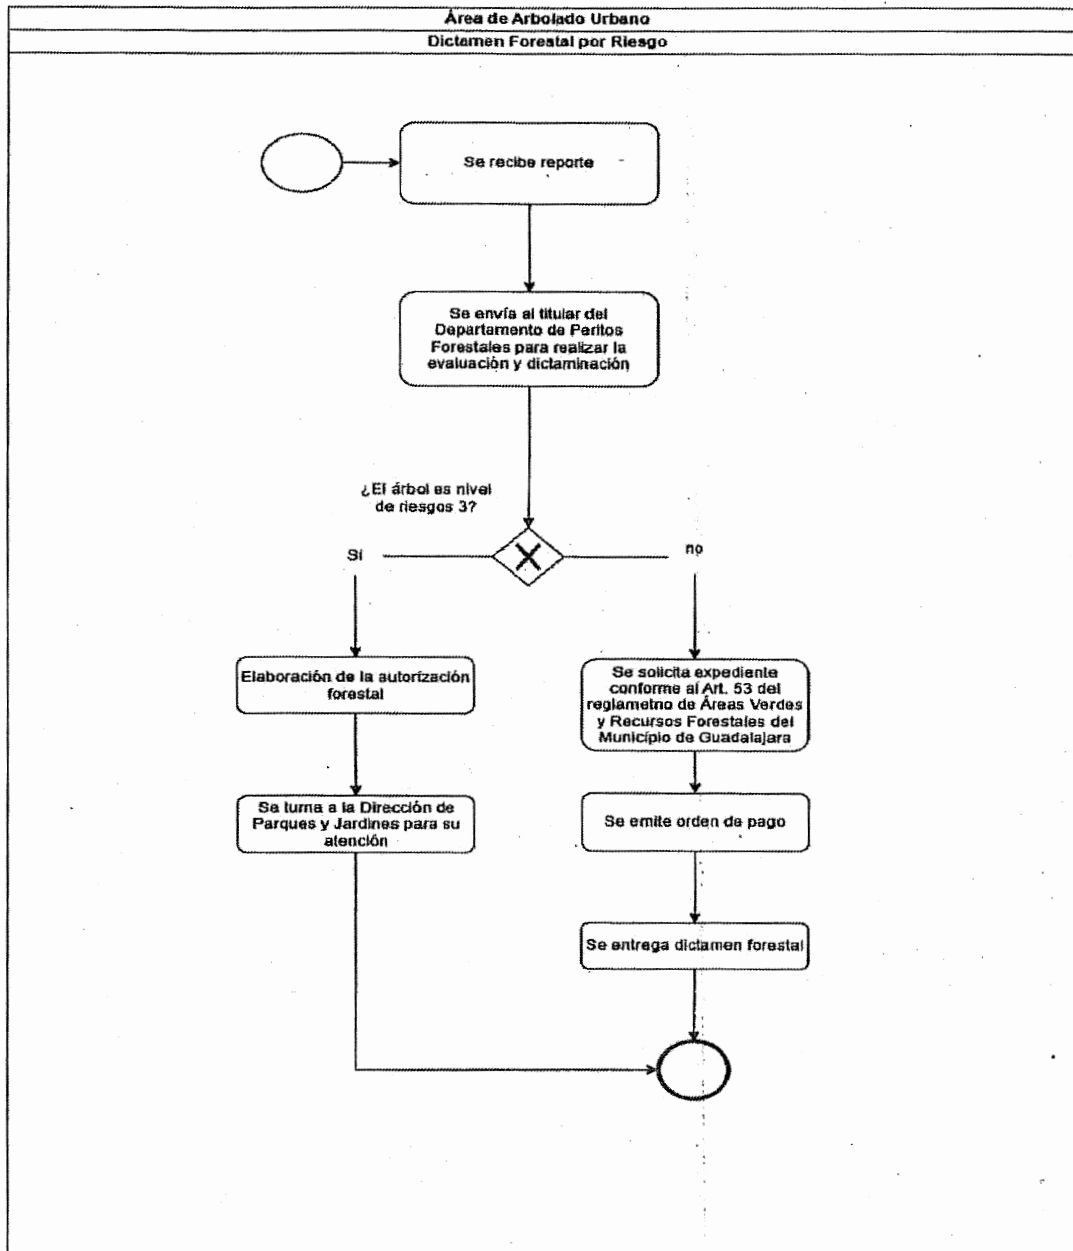 Área de Arbolado Urbano
Dictamen Forestal por Riesgo
Se recibe reporte
Se envía al titular del
Departamento de Peritos
Forestales para realizar la
evaluación y dictaminación
¿El árbol es nivel
de riesgos 3?
Sí
no
Elaboración de la autorización
forestal
Se turna a la Dirección de
Parques y Jardines para su
atención
Se solicita expediente
conforme al Art. 53 del
reglametno de Áreas Verdes
y Recursos Forestales del
Município de Guadalajara
Se emite orden de pago
Se entrega dictamen forestal